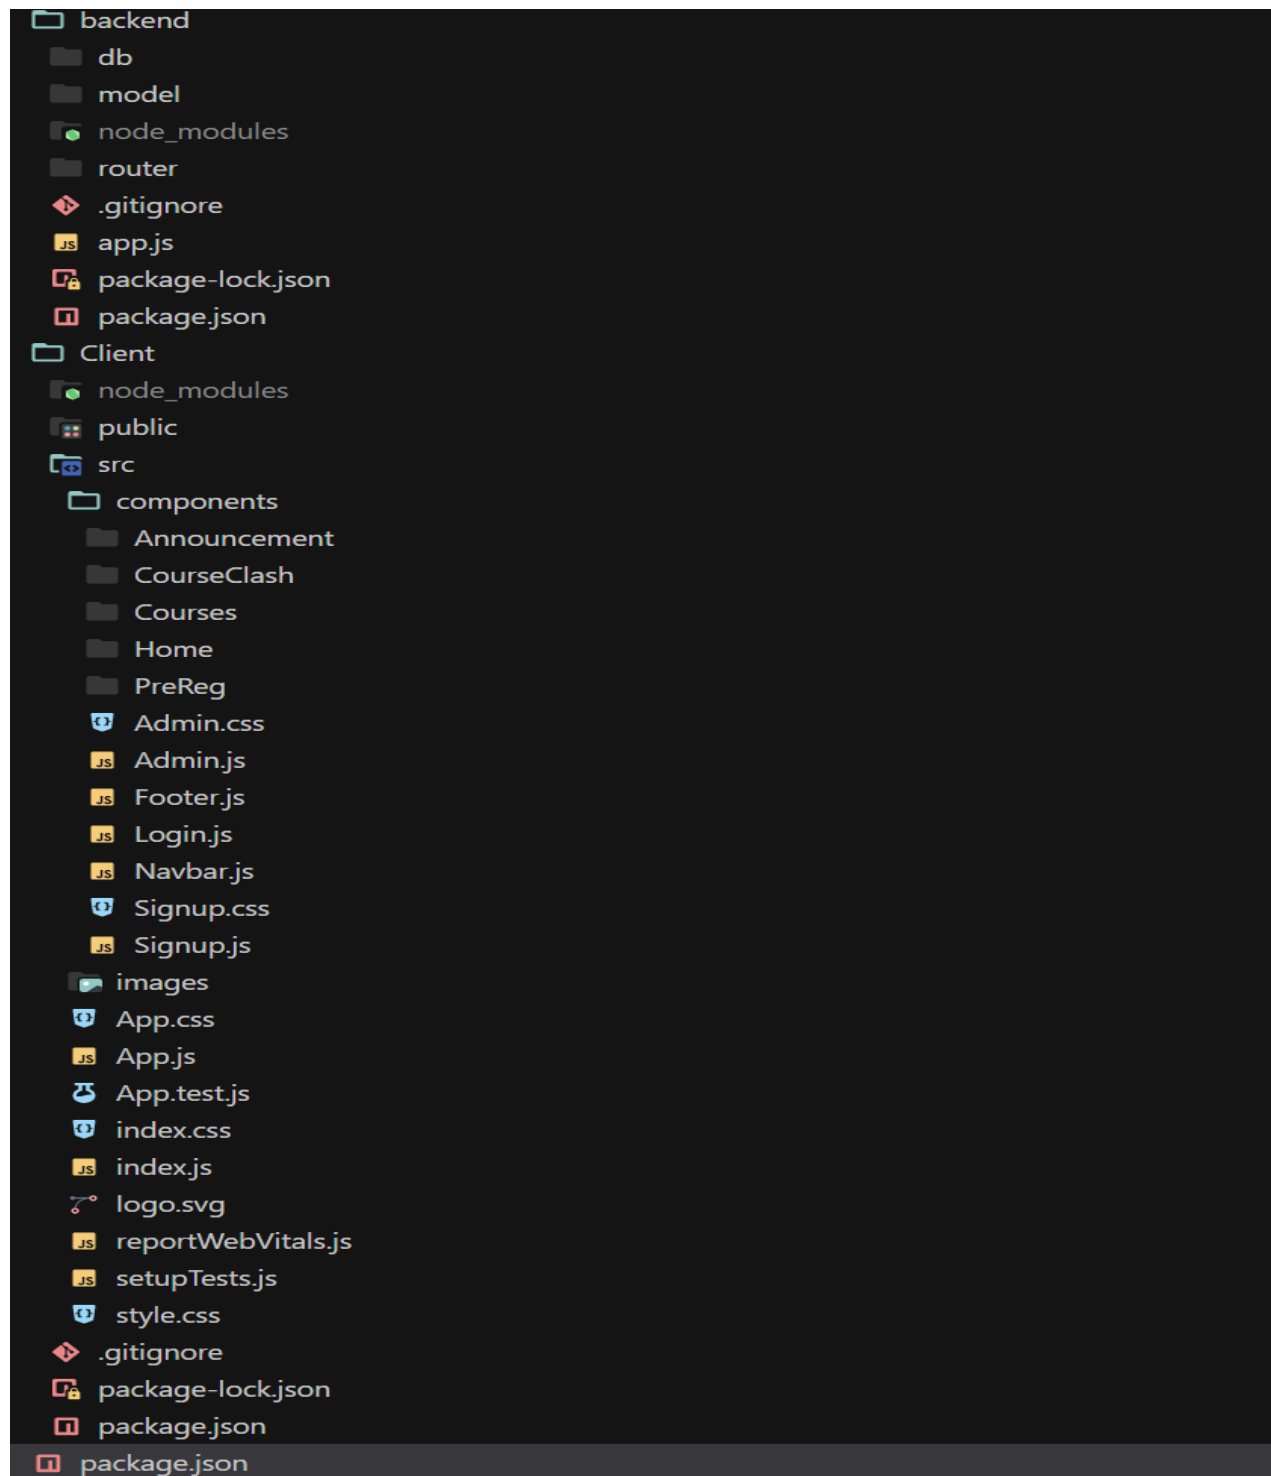 backend
db
model
node_modules
router
.gitignore
app.js
package-lock.json
package.json
Client
node_modules
public
src
components
Announcement
CourseClash
Courses
Home
PreReg
Admin.css
Admin.js
Footer.js
Login.js
Navbar.js
Signup.css
Signup.js
images
App.css
App.js
App.test.js
index.css
index.js
logo.svg
reportWebVitals.js
setupTests.js
style.css
.gitignore
package-lock.json
package.json
package.json